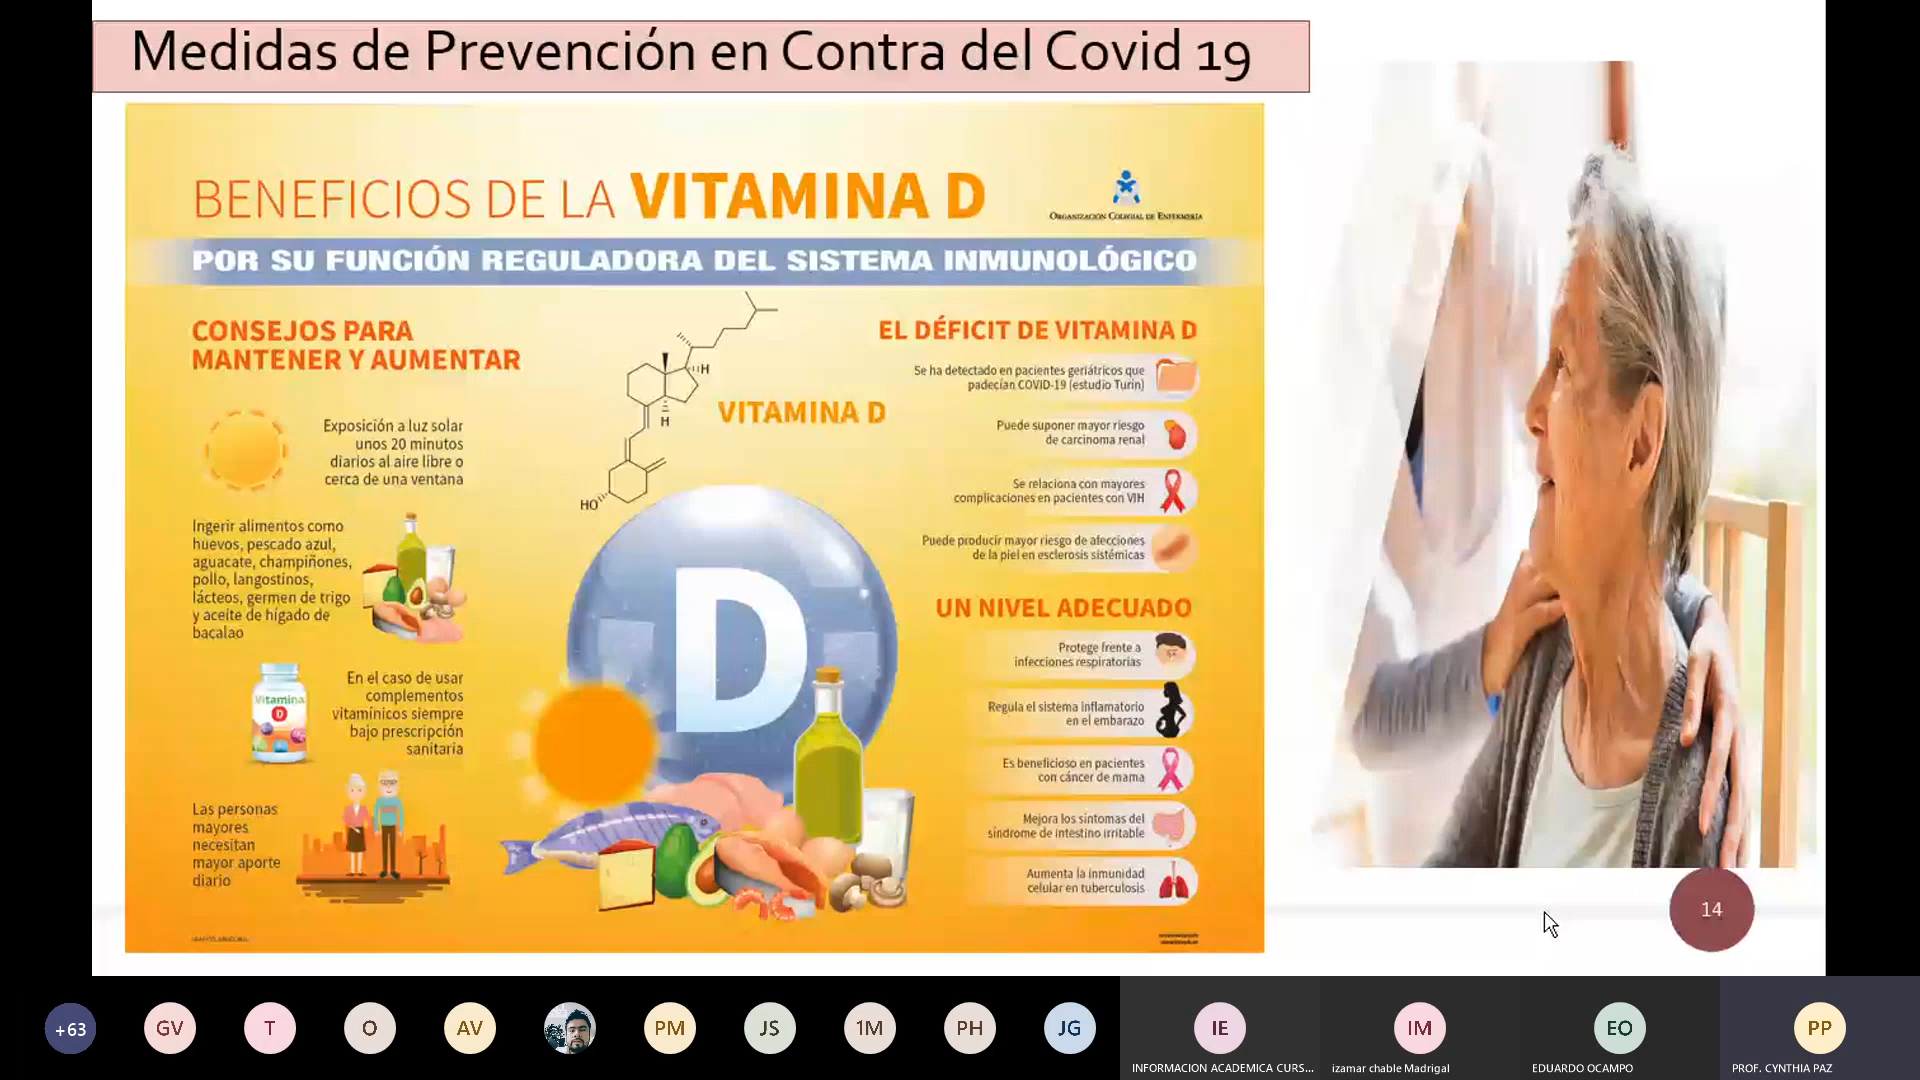 Medidas de Prevención en Contra del Covid 19
BENEFICIOS DE LA VITAMINA D
ORGANIZACIÓN COLEGIAL DE ENFERMERÍA
POR SU FUNCIÓN REGULADORA DEL SISTEMA INMUNOLÓGICO
CONSEJOS PARA
MANTENER Y AUMENTAR
Exposición a luz solar
unos 20 minutos
diarios al aire libre o
cerca de una ventana
Ingerir alimentos como
huevos, pescado azul,
aguacate, champiñones,
pollo, langostinos,
lácteos, germen de trigo
y aceite de hígado de
bacalao
Vitamina
D
En el caso de usar
complementos
vitamínicos siempre
bajo prescripción
sanitaria
Las personas
mayores
necesitan
mayor aporte
diario
H
H
HO
VITAMINA D
D
EL DÉFICIT DE VITAMINA D
Se ha detectado en pacientes geriátricos que
padecían COVID-19 (estudio Turín)
Puede suponer mayor riesgo
de carcinoma renal
Se relaciona con mayores
complicaciones en pacientes con VIH
Puede producir mayor riesgo de afecciones
de la piel en esclerosis sistémicas
UN NIVEL ADECUADO
Protege frente a
infecciones respiratorias
Regula el sistema inflamatorio
en el embarazo
Es beneficioso en pacientes
con cáncer de mama
Mejora los síntomas del
síndrome de intestino irritable
Aumenta la inmunidad
celular en tuberculosis
14
+63
GV
T
O
AV
PM
JS
1M
PH
JG
IE
INFORMACION ACADEMICA CURS...
IM
izamar chable Madrigal
EO
EDUARDO OCAMPO
PP
PROF. CYNTHIA PAZ